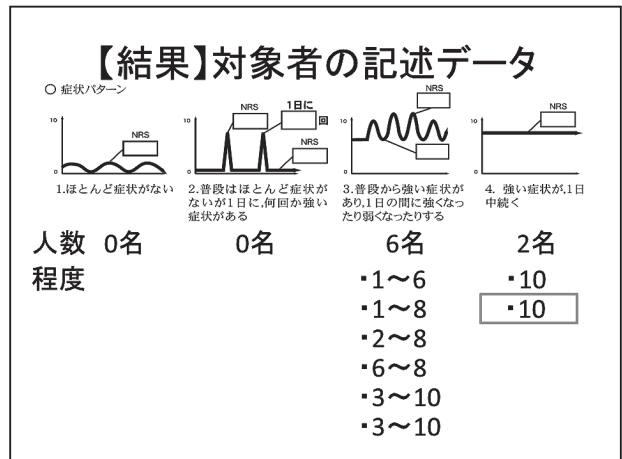 【結果】対象者の記述データ
○ 症状パターン
10
NRS
1.ほとんど症状がない
10
NRS
1日に
回
NRS
2.普段はほとんど症状が
ないが1日に,何回か強い
症状がある
10
NRS
3.普段から強い症状が
あり,1日の間に強くなっ
たり弱くなったりする
10
NRS
4. 強い症状が,1日
中続く
人数 0名 0名 6名 2名
程度
・1～6 ・10
・1～8 ・10
・2～8
・6～8
・3～10
・3～10